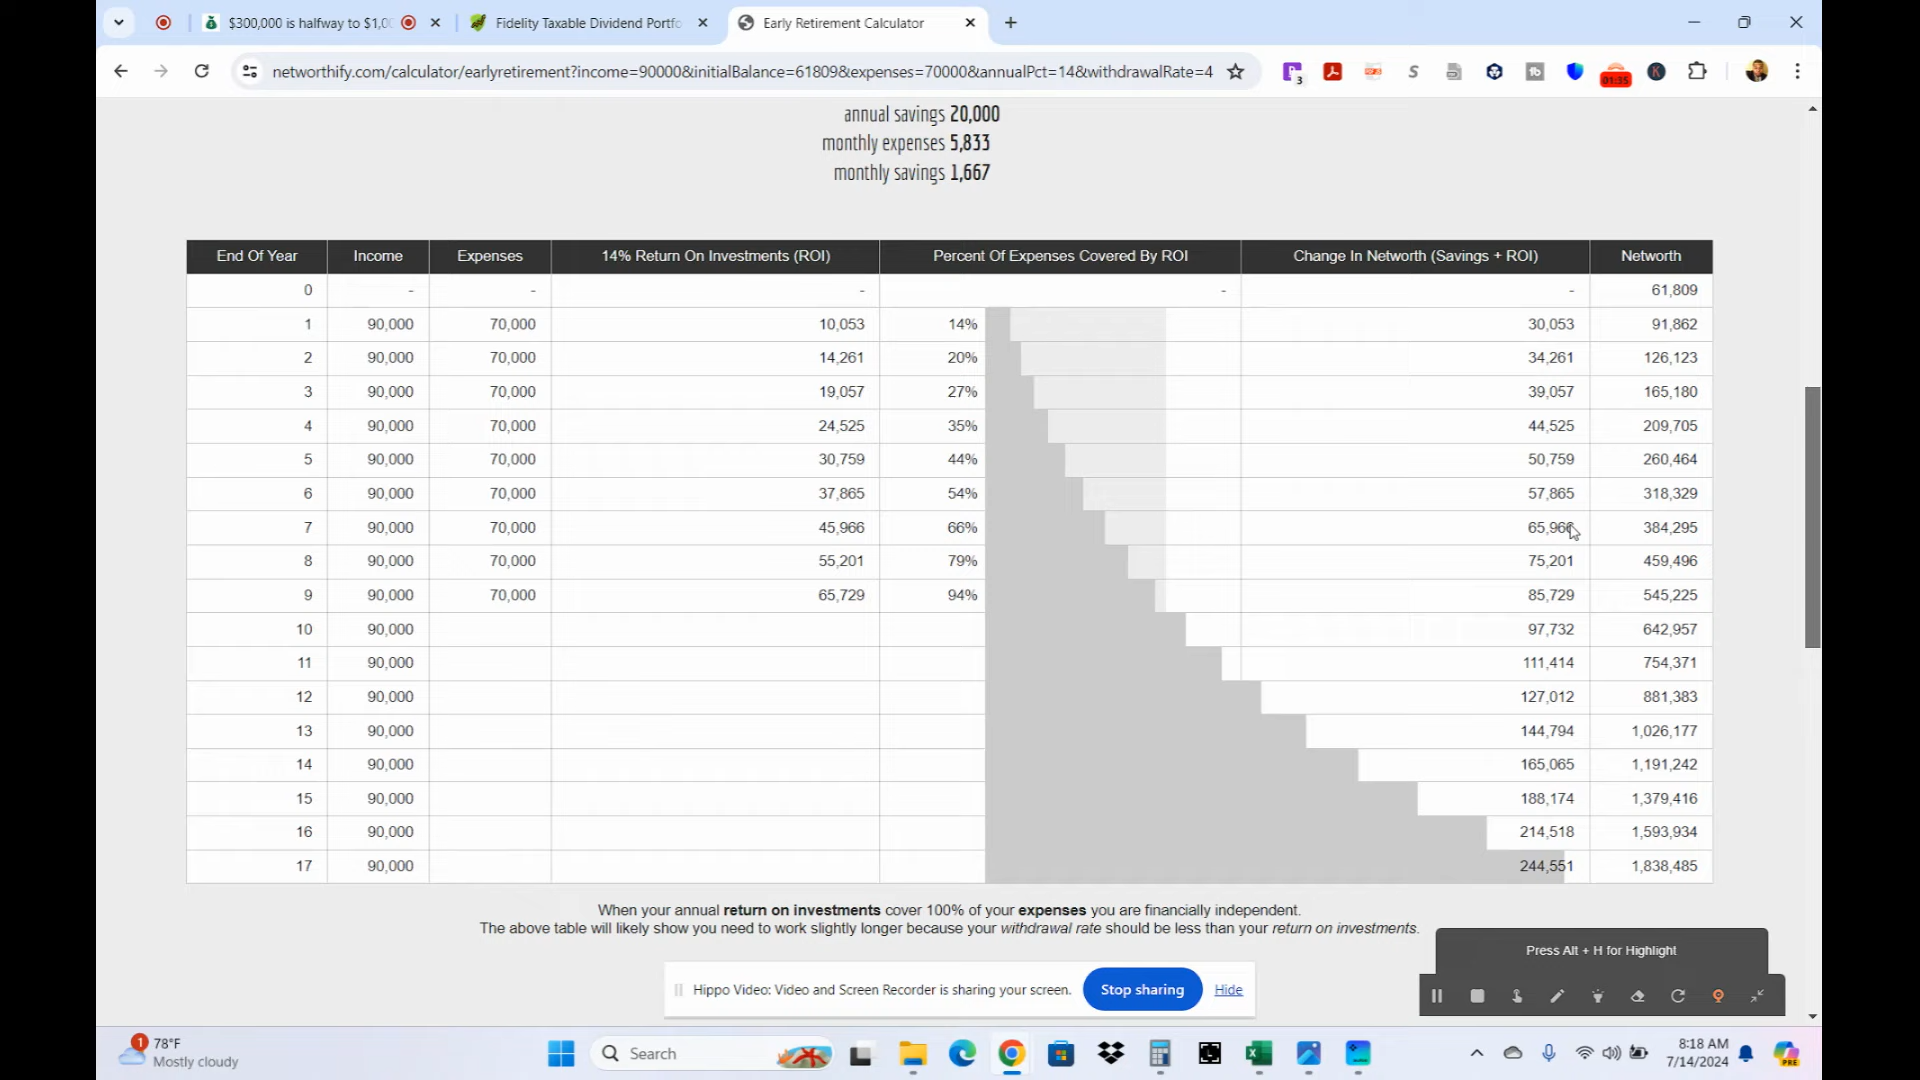 $300,000 is halfway to $1,00
Fidelity Taxable Dividend Portfo
Early Retirement Calculator
networthify.com/calculator/earlyretirement?income=90000&initialBalance=61809&expenses=70000&annualPct=14&withdrawalRate=4
3
S
tb
01:35
K
annual savings 20,000
monthly expenses 5,833
monthly savings 1,667
End Of Year Income Expenses 14% Return On Investments (ROI) Percent Of Expenses Covered By ROI Change In Networth (Savings + ROI) Networth
0 - - - - - 61,809
1 90,000 70,000 10,053 14% 30,053 91,862
2 90,000 70,000 14,261 20% 34,261 126,123
3 90,000 70,000 19,057 27% 39,057 165,180
4 90,000 70,000 24,525 35% 44,525 209,705
5 90,000 70,000 30,759 44% 50,759 260,464
6 90,000 70,000 37,865 54% 57,865 318,329
7 90,000 70,000 45,966 66% 65,966 384,295
8 90,000 70,000 55,201 79% 75,201 459,496
9 90,000 70,000 65,729 94% 85,729 545,225
10 90,000 97,732 642,957
11 90,000 111,414 754,371
12 90,000 127,012 881,383
13 90,000 144,794 1,026,177
14 90,000 165,065 1,191,242
15 90,000 188,174 1,379,416
16 90,000 214,518 1,593,934
17 90,000 244,551 1,838,485
When your annual return on investments cover 100% of your expenses you are financially independent.
The above table will likely show you need to work slightly longer because your withdrawal rate should be less than your return on investments.
Press Alt + H for Highlight
Hippo Video: Video and Screen Recorder is sharing your screen. Stop sharing Hide
1
78°F
Mostly cloudy
Search
8:18 AM
7/14/2024
PRE